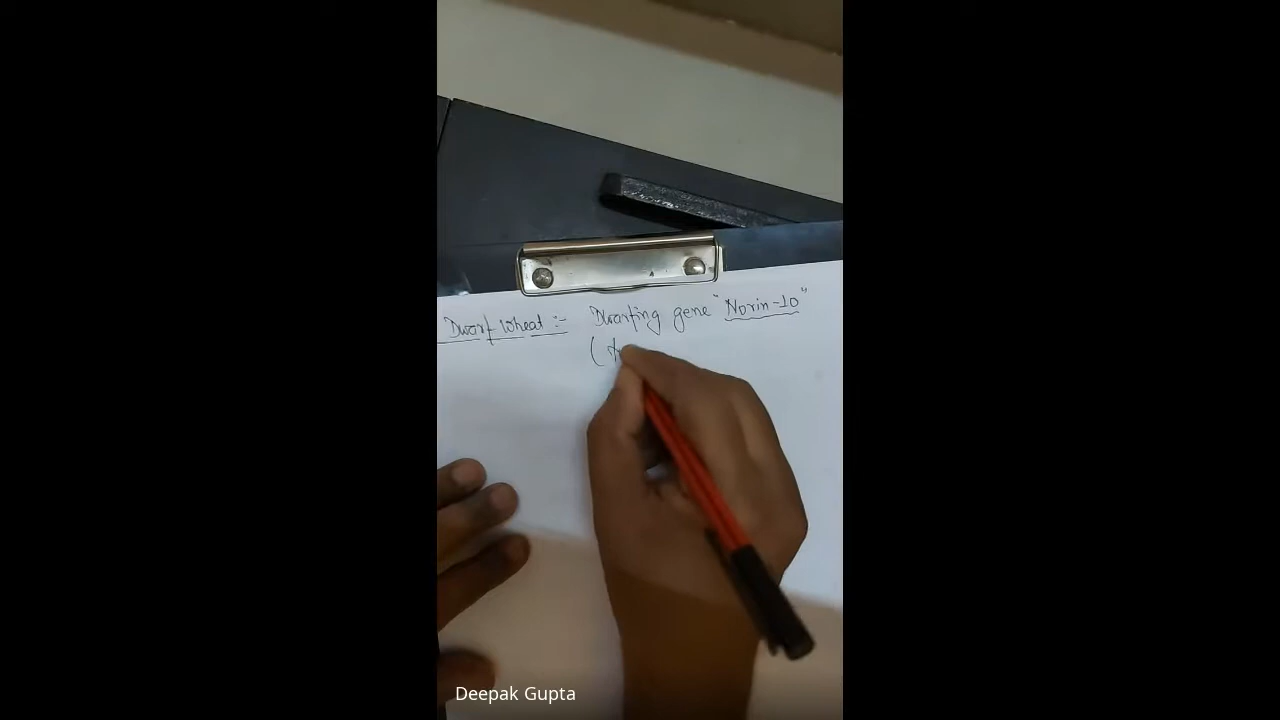 Dwarf Wheat :- Dwarfing gene "Norin-10"
(
Deepak Gupta